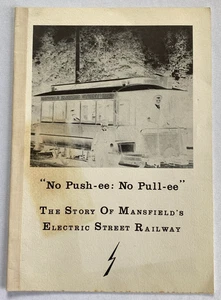 "No Push-ee: No Pull-ee"
The Story Of Mansfield's
Electric Street Railway